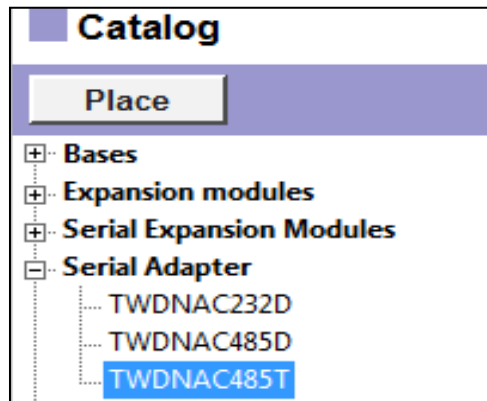 Catalog
Place
Bases
Expansion modules
Serial Expansion Modules
Serial Adapter
TWDNAC232D
TWDNAC485D
TWDNAC485T